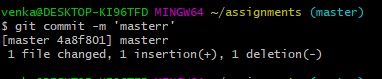 venka@DESKTOP-KI96TFD MINGW64 ~/assignments (master)
$ git commit -m 'masterr'
[master 4a8f801] masterr
 1 file changed, 1 insertion(+), 1 deletion(-)